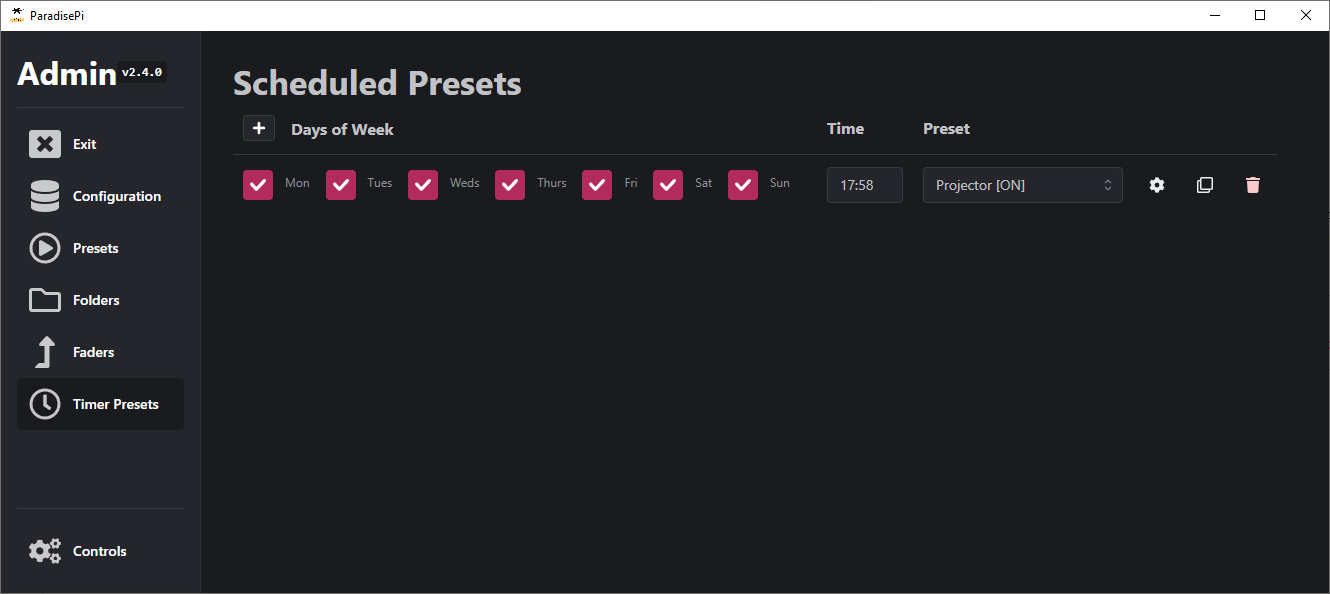 ParadisePi
Admin v2.4.0
Exit
Configuration
Presets
Folders
Faders
Timer Presets
Controls
Scheduled Presets
Days of Week Time Preset
Mon Tues Weds Thurs Fri Sat Sun 17:58 Projector [ON]